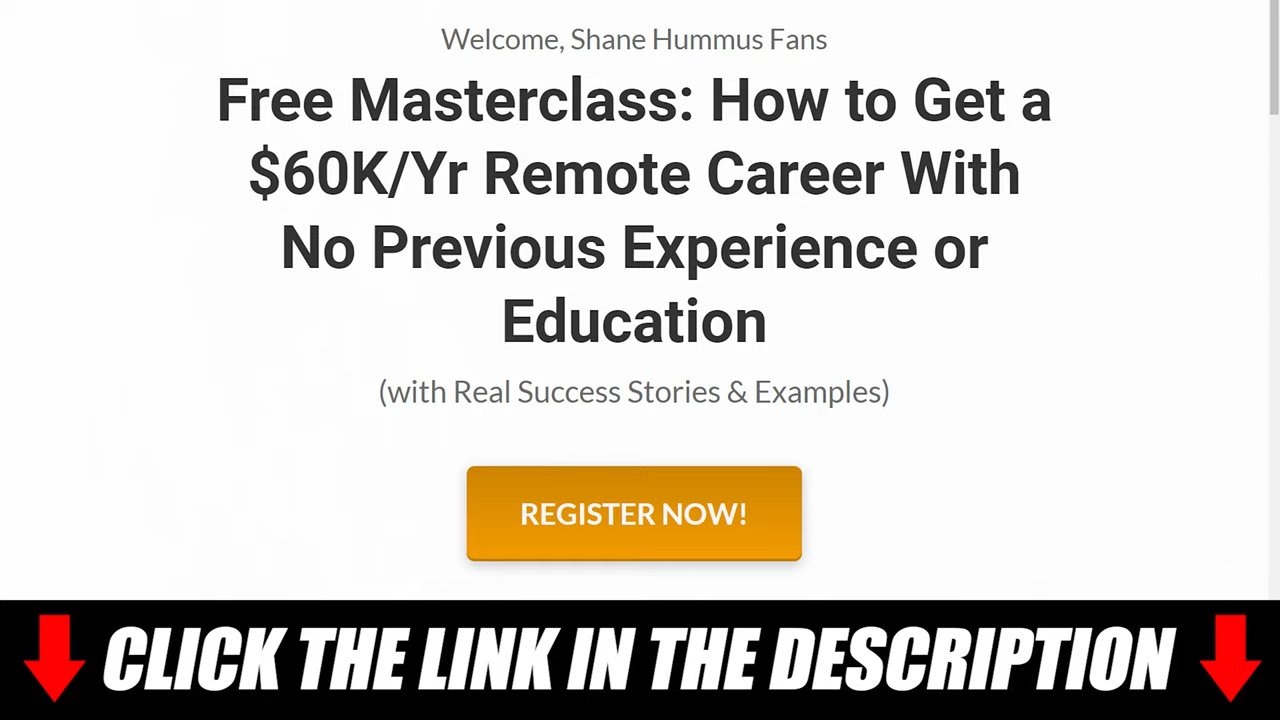 Welcome, Shane Hummus Fans
Free Masterclass: How to Get a
$60K/Yr Remote Career With
No Previous Experience or
Education
(with Real Success Stories & Examples)
REGISTER NOW!
CLICK THE LINK IN THE DESCRIPTION